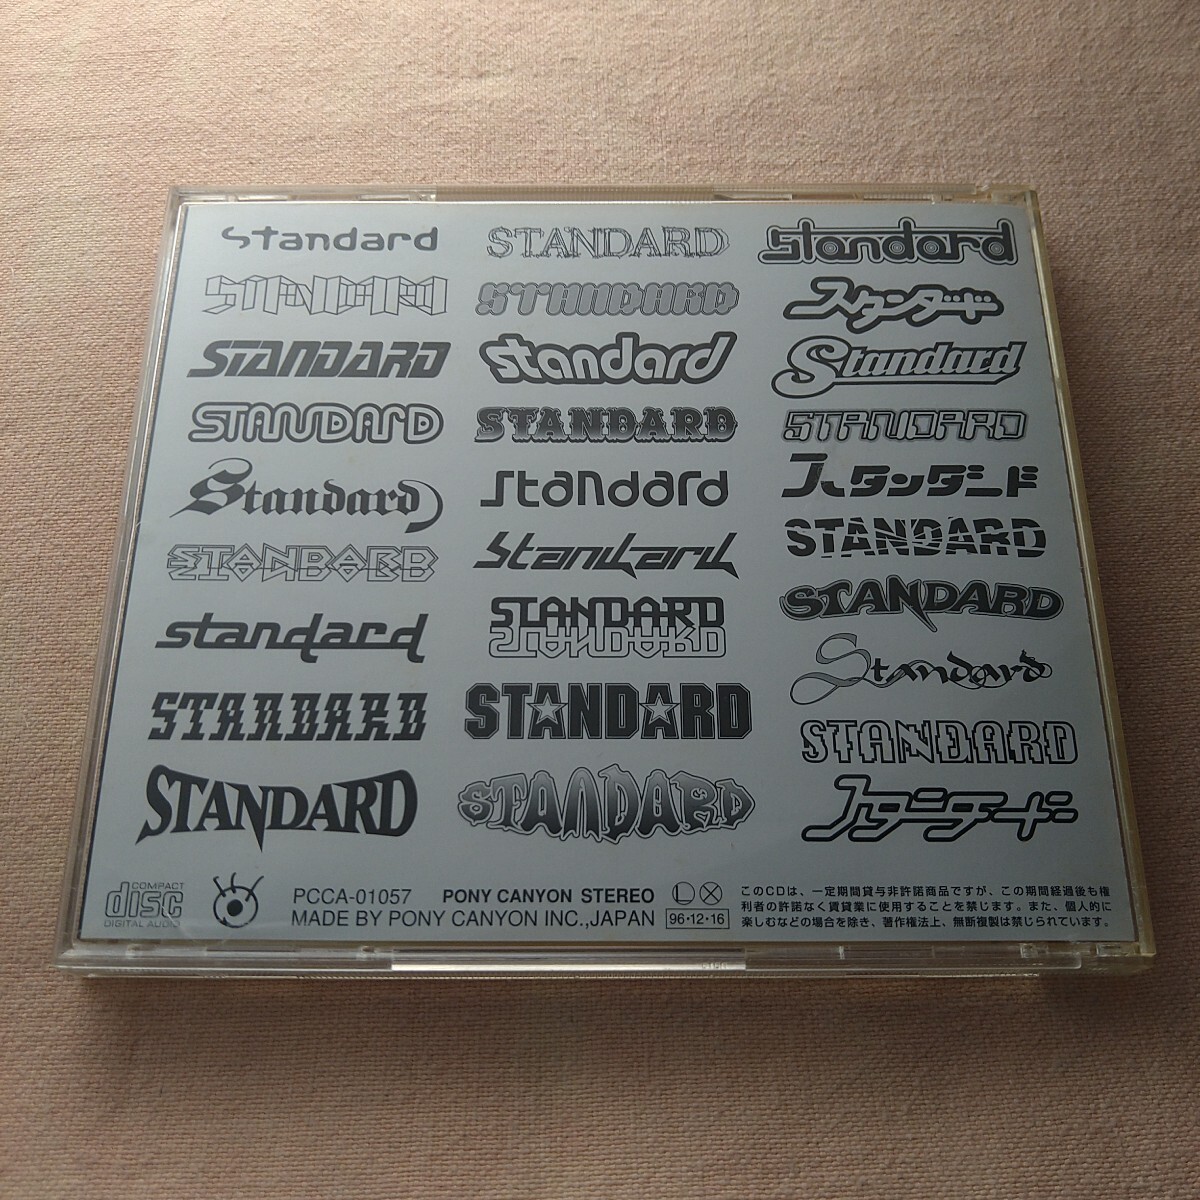 standard
STANDARD
standard
STANDARD
STANDARD
スタンダード
STANDARD
standard
Standard
STANDARD
STANDARD
STANDARD
Standard
standard
スタンダード
STANDARD
Standard
STANDARD
standard
STANDARD
STANDARD
STANDARD
Standard
STANDARD
STANDARD
STANDARD
STANDARD
STANDARD
スタンダード
COMPACT
disc
DIGITAL AUDIO
PCCA-01057 PONY CANYON STEREO
MADE BY PONY CANYON INC.,JAPAN
L X
96・12・16
このCDは、一定期間貸与非許諾商品ですが、この期間経過後も権
利者の許諾なく賃貸業に使用することを禁じます。また、個人的に
楽しむなどの場合を除き、著作権法上、無断複製は禁じられています。